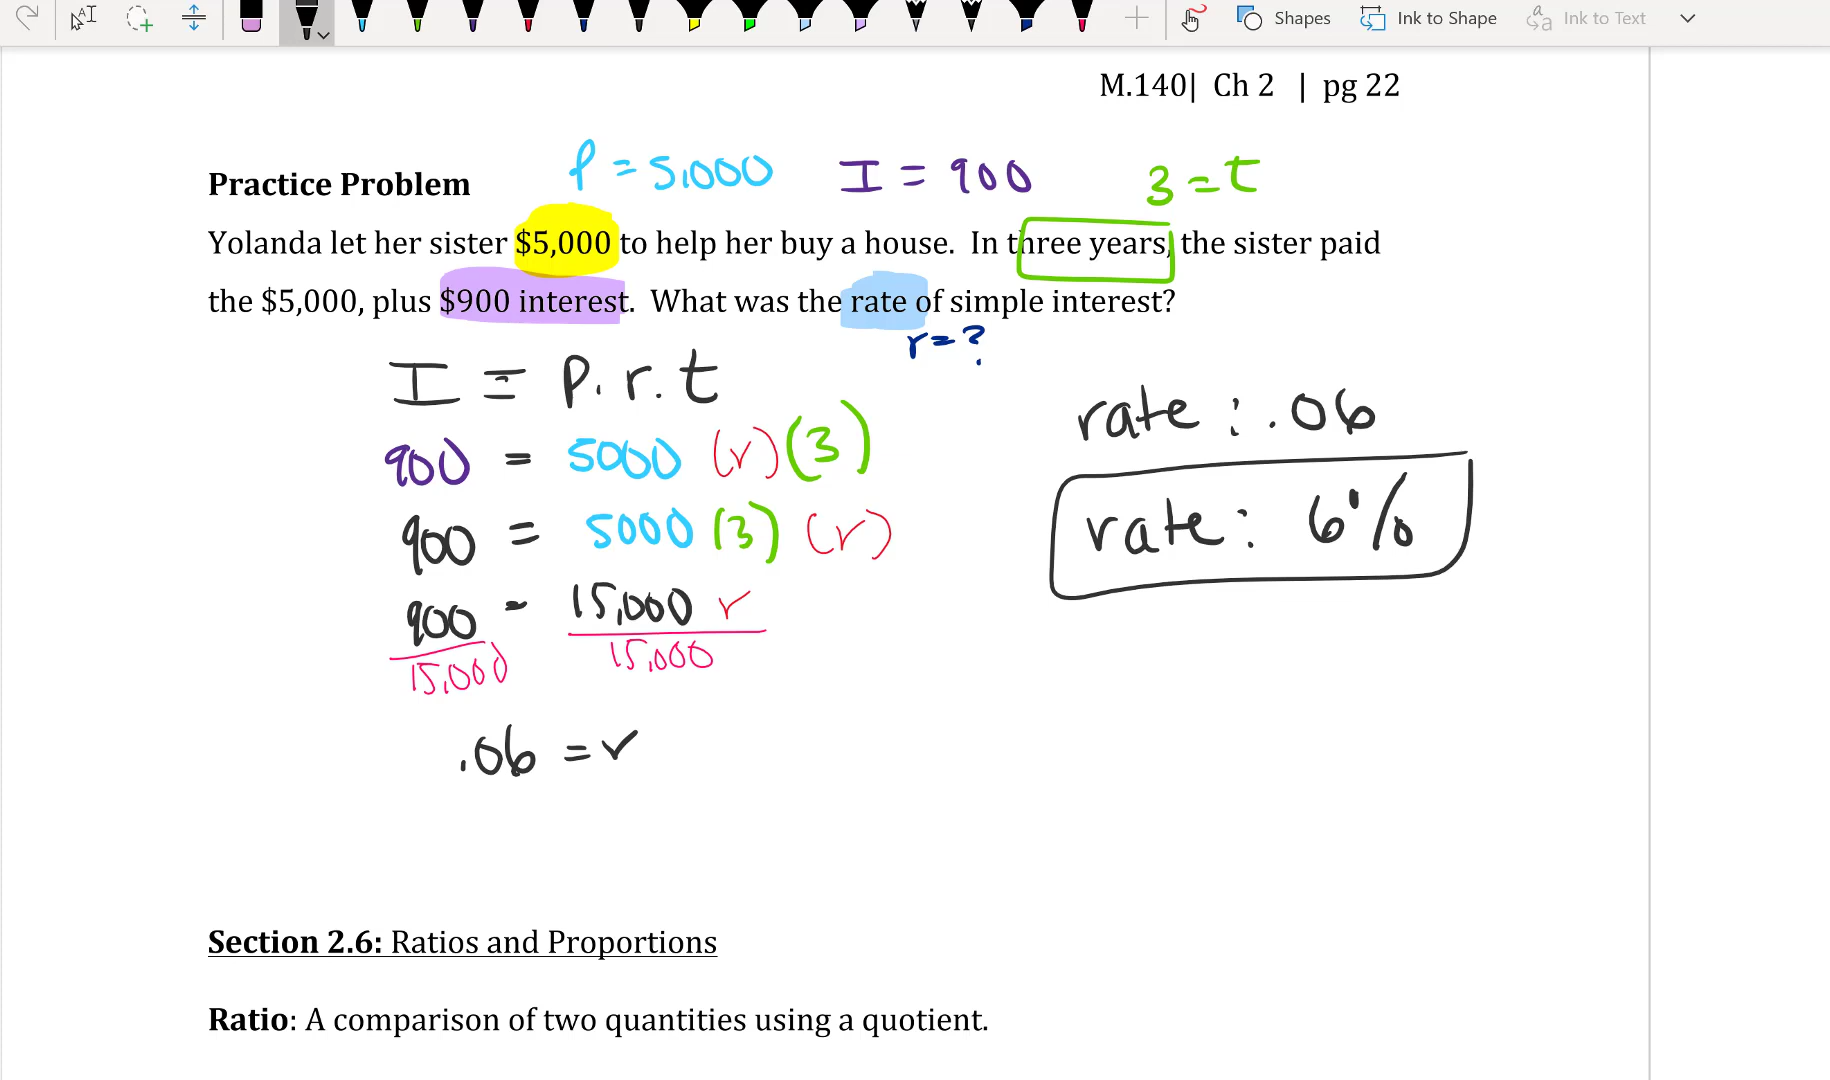 Shapes Ink to Shape Ink to Text
M.140| Ch 2 | pg 22
P = 5,000 I = 900 3 = t
Practice Problem
Yolanda let her sister $5,000 to help her buy a house. In three years, the sister paid
the $5,000, plus $900 interest. What was the rate of simple interest?
r = ?
I = P. r. t
rate : .06
900 = 5000 (r) (3)
rate: 6%
900 = 5000 (3) (r)
900 = 15,000 r
15,000 15,000
.06 = r
Section 2.6: Ratios and Proportions
Ratio: A comparison of two quantities using a quotient.